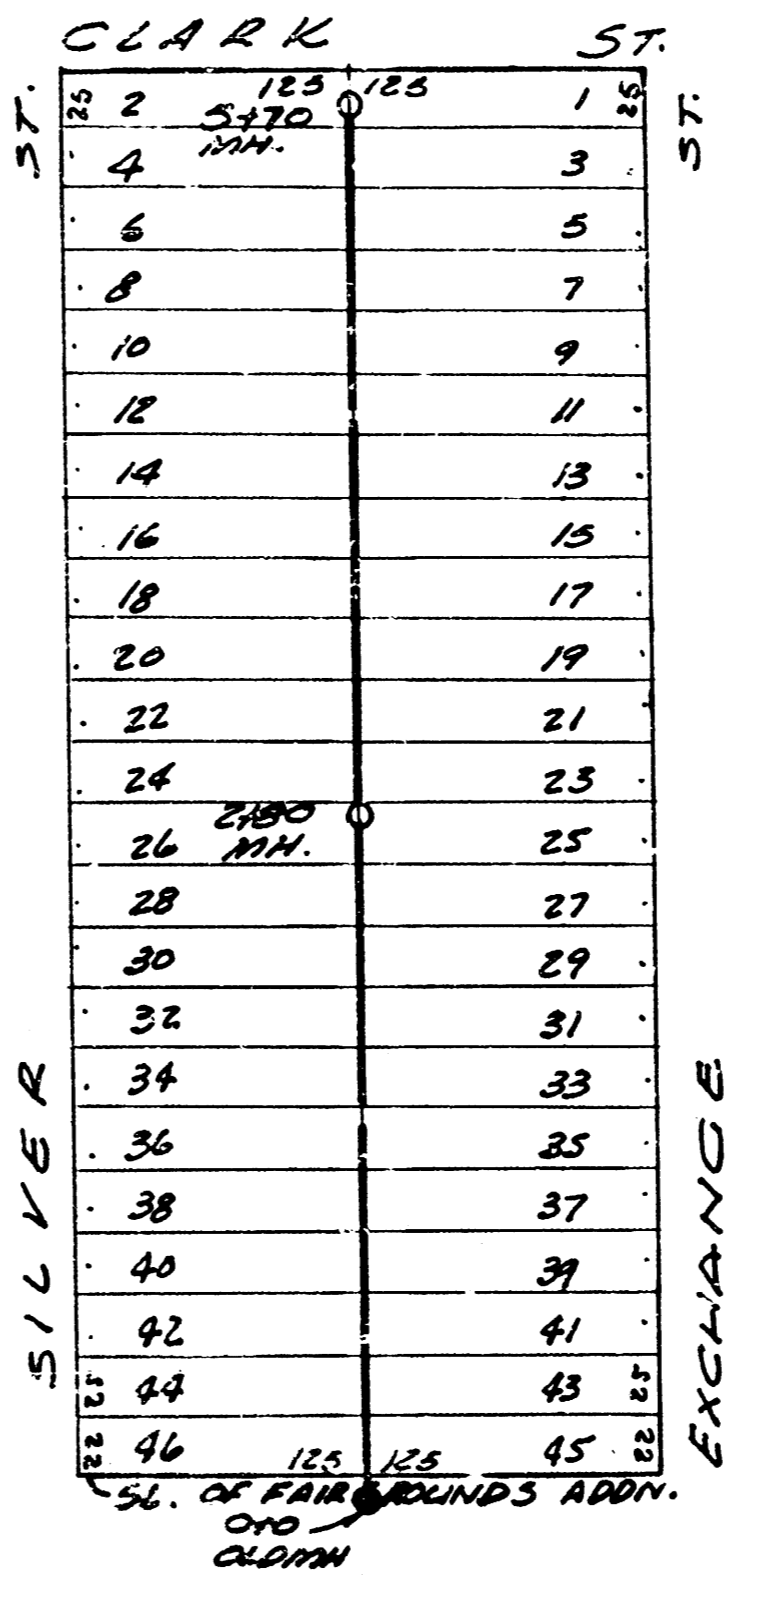 CLARK ST.
ST.
ST.
25 2 125 125 1 25
5+70
MH.
4 3
6 5
8 7
10 9
12 11
14 13
16 15
18 17
20 19
22 21
24 23
2+80
MH.
26 25
28 27
30 29
32 31
34 33
36 35
38 37
40 39
42 41
25 44 43 25
22 46 125 125 45 22
SILVER
EXCHANGE
SL. OF FAIRGROUNDS ADDN.
0+0
OLD MH